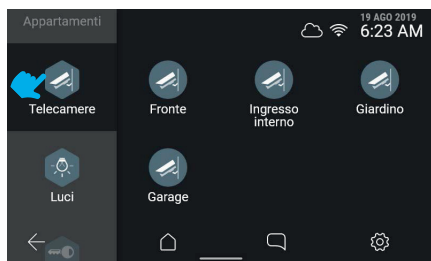 Appartamenti
19 AGO 2019
6:23 AM
Telecamere
Fronte
Ingresso
interno
Giardino
Luci
Garage